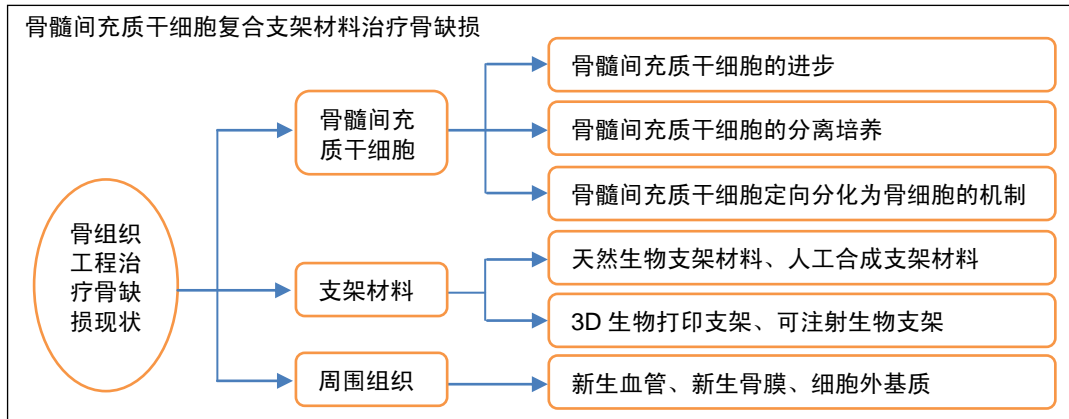 骨髓间充质干细胞复合支架材料治疗骨缺损
骨组织
工程治
疗骨缺
损现状
骨髓间充
质干细胞
骨髓间充质干细胞的进步
骨髓间充质干细胞的分离培养
骨髓间充质干细胞定向分化为骨细胞的机制
支架材料
天然生物支架材料、人工合成支架材料
3D 生物打印支架、可注射生物支架
周围组织
新生血管、新生骨膜、细胞外基质